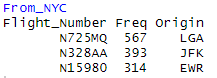 From_NYC
Flight_Number Freq Origin
N725MQ 567 LGA
N328AA 393 JFK
N15980 314 EWR